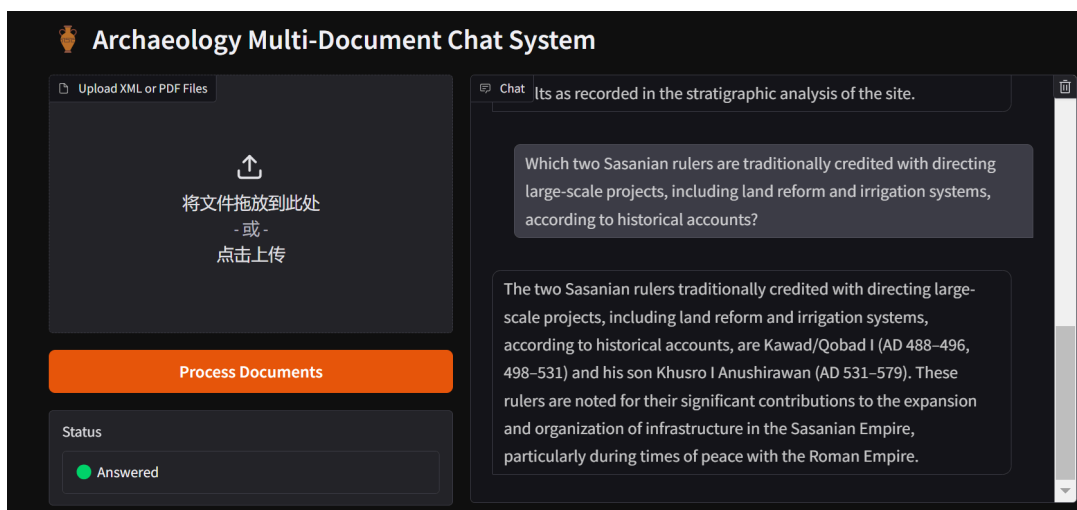 Archaeology Multi-Document Chat System
Upload XML or PDF Files
将文件拖放到此处
- 或 -
点击上传
Process Documents
Status
Answered
Chat
lts as recorded in the stratigraphic analysis of the site.
Which two Sasanian rulers are traditionally credited with directing
large-scale projects, including land reform and irrigation systems,
according to historical accounts?
The two Sasanian rulers traditionally credited with directing large-
scale projects, including land reform and irrigation systems,
according to historical accounts, are Kawad/Qobad I (AD 488–496,
498–531) and his son Khusro I Anushirawan (AD 531–579). These
rulers are noted for their significant contributions to the expansion
and organization of infrastructure in the Sasanian Empire,
particularly during times of peace with the Roman Empire.